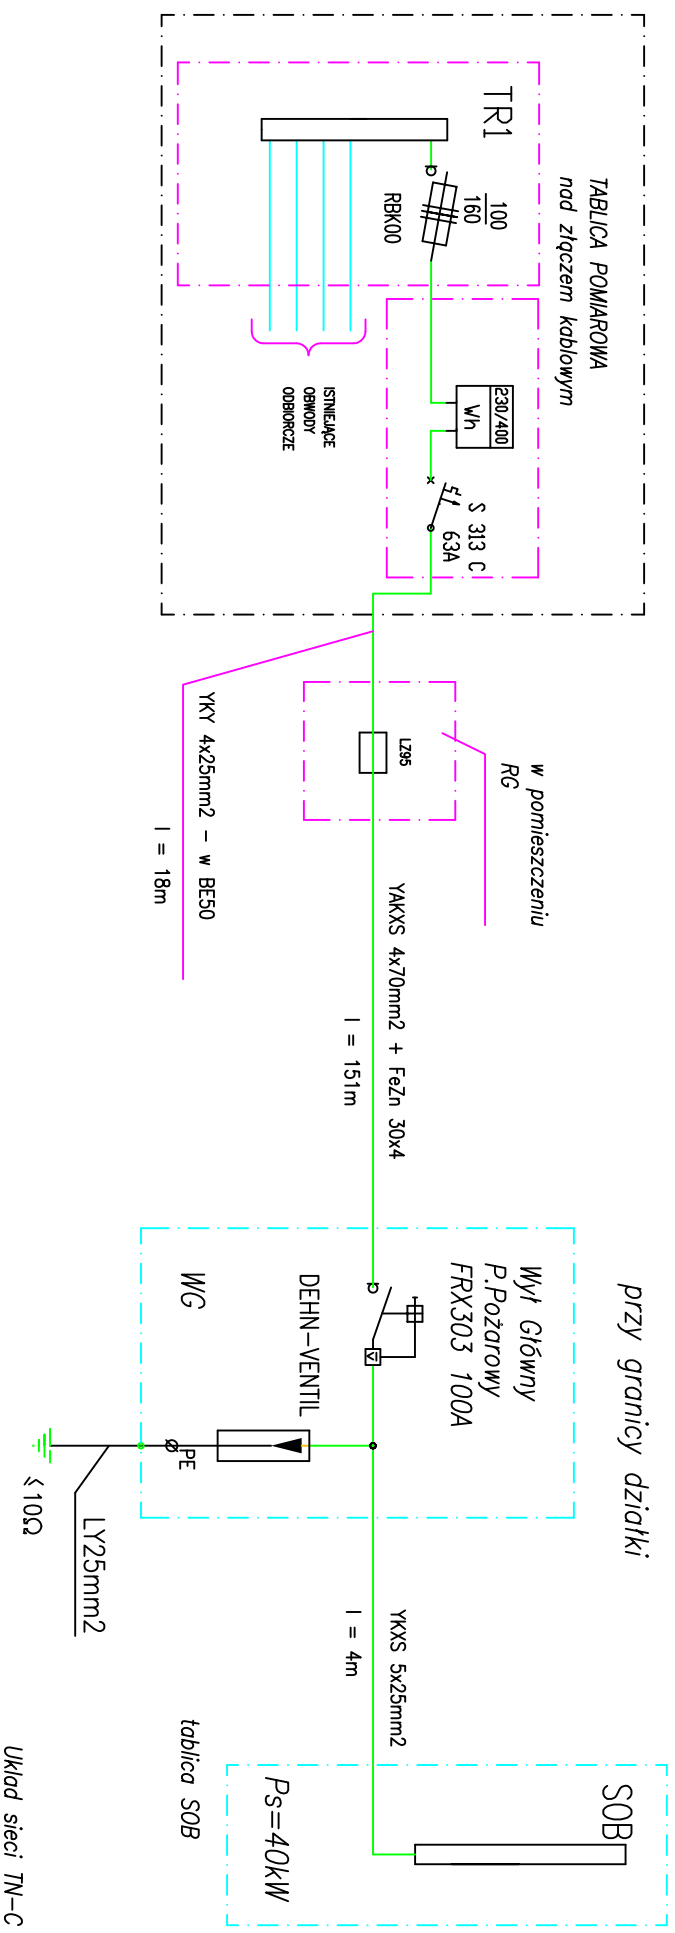 TABLICA POMIAROWA
nad złączem kablowym
TR1
100
160
RBK00
ISTNIEJĄCE
OBWODY
ODBIORCZE
230/400
Wh
S 313 C
63A
YKY 4x25mm2 - w BE50
l = 18m
w pomieszczeniu
RG
LZ95
YAKXS 4x70mm2 + FeZn 30x4
l = 151m
przy granicy działki
Wył Główny
P.Pożarowy
FRX303 100A
DEHN-VENTIL
WG
PE
LY25mm2
≤10Ω
YKXS 5x25mm2
l = 4m
SOB
Ps=40kW
tablica SOB
Układ sieci TN-C